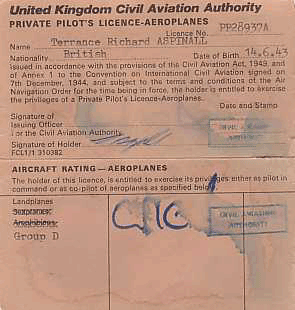 United Kingdom Civil Aviation Authority
PRIVATE PILOT'S LICENCE-AEROPLANES
Licence No. PP28937A
Name Terrance Richard ASPINALL
Nationality British Date of Birth 14.6.43
issued in accordance with the provisions of the Civil Aviation Act, 1949, and
of Annex 1 to the Convention on International Civil Aviation signed on
7th December, 1944, and subject to the terms and conditions of the Air
Navigation Order for the time being in force, the holder is entitled to exercise
the privileges of a Private Pilot's Licence-Aeroplanes.
Date and Stamp
Signature of
Issuing Officer
for the Civil Aviation Authority
CIVIL AVIATION
AUTHORITY
Signature of Holder
FCL1/1 310382
AIRCRAFT RATING—AEROPLANES
The holder of this licence, is entitled to exercise its privileges either as pilot in
command or as co-pilot of aeroplanes as specified below.
Landplanes
Seaplanes
Amphibians
Group D
CIVIL AVIATION
AUTHORITY